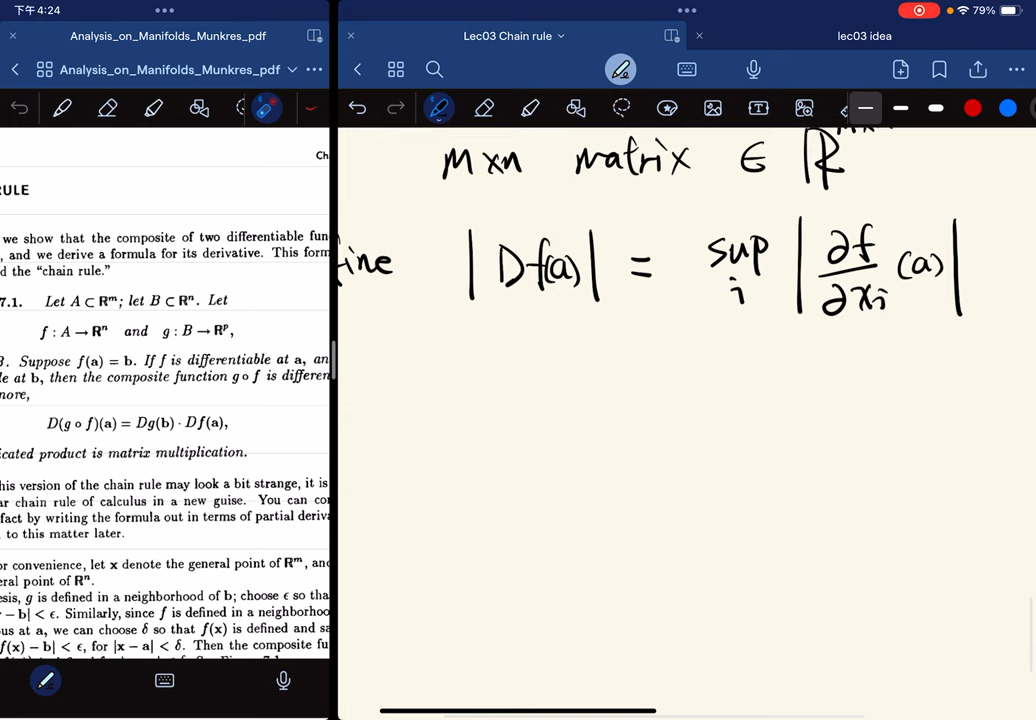 下午4:24
79%
Analysis_on_Manifolds_Munkres_pdf
Lec03 Chain rule
lec03 idea
Analysis_on_Manifolds_Munkres_pdf
Ch
RULE
we show that the composite of two differentiable fun
, and we derive a formula for its derivative. This form
d the “chain rule.”
7.1. Let A ⊂ R^m; let B ⊂ R^n. Let
f : A → R^n and g : B → R^p,
B. Suppose f(a) = b. If f is differentiable at a, an
le at b, then the composite function g ∘ f is differen
more,
D(g ∘ f)(a) = Dg(b) · Df(a),
icated product is matrix multiplication.
his version of the chain rule may look a bit strange, it is
ar chain rule of calculus in a new guise. You can con
fact by writing the formula out in terms of partial deriva
to this matter later.
or convenience, let x denote the general point of R^m, and
eral point of R^n.
esis, g is defined in a neighborhood of b; choose ϵ so tha
− b| < ϵ. Similarly, since f is defined in a neighborhoo
us at a, we can choose δ so that f(x) is defined and sa
f(x) − b| < ϵ, for |x − a| < δ. Then the composite fu
m×n matrix ∈ ℝ
fine |Df(a)| = sup_i |∂f/∂x_i (a)|